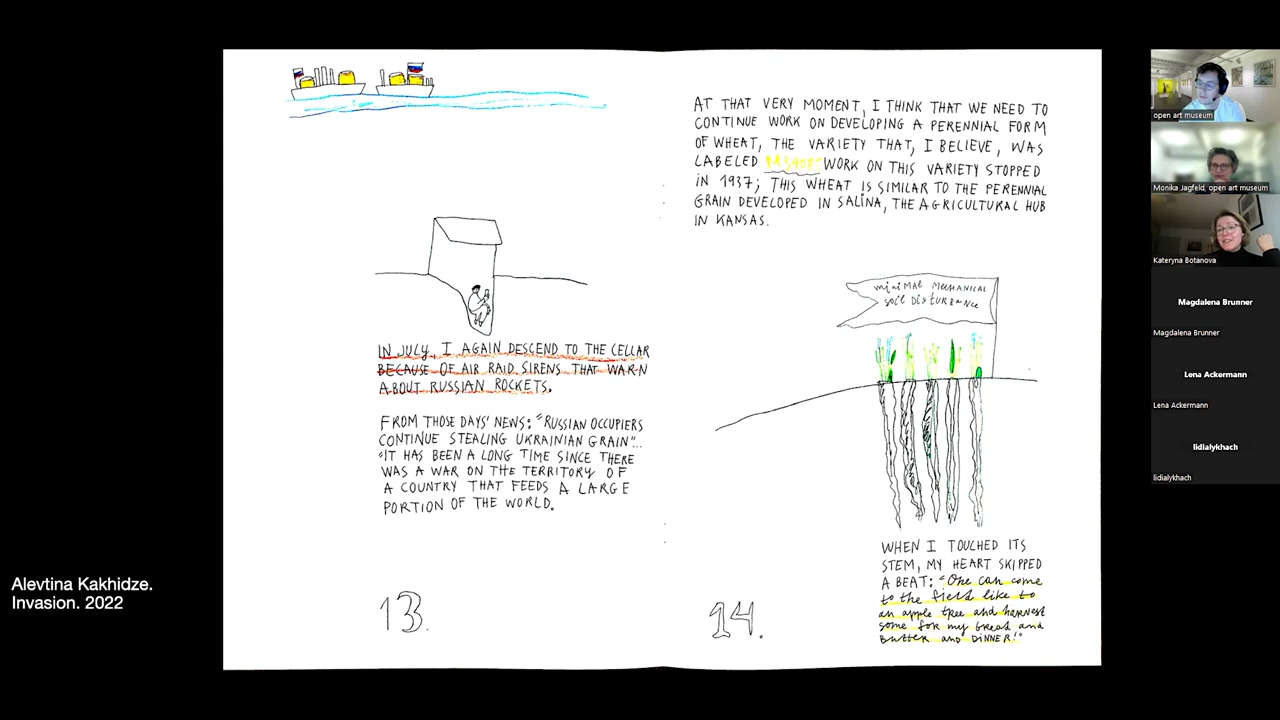 IN JULY, I AGAIN DESCEND TO THE CELLAR
BECAUSE OF AIR RAID SIRENS THAT WARN
ABOUT RUSSIAN ROCKETS.
FROM THOSE DAYS' NEWS: "RUSSIAN OCCUPIERS
CONTINUE STEALING UKRAINIAN GRAIN"...
"IT HAS BEEN A LONG TIME SINCE THERE
WAS A WAR ON THE TERRITORY OF
A COUNTRY THAT FEEDS A LARGE
PORTION OF THE WORLD.
13.
AT THAT VERY MOMENT, I THINK THAT WE NEED TO
CONTINUE WORK ON DEVELOPING A PERENNIAL FORM
OF WHEAT, THE VARIETY THAT, I BELIEVE, WAS
LABELED WORK ON THIS VARIETY STOPPED
IN 1937; THIS WHEAT IS SIMILAR TO THE PERENNIAL
GRAIN DEVELOPED IN SALINA, THE AGRICULTURAL HUB
IN KANSAS.
miniMAL MECHANICAL
soil DisturBance
WHEN I TOUCHED ITS
STEM, MY HEART SKIPPED
A BEAT: "One can come
to the field like to
an apple tree and harvest
some for my bread and
Butter and DINNER!"
14.
Alevtina Kakhidze.
Invasion. 2022
open art museum
Monika Jagfeld, open art museum
Kateryna Botanova
Magdalena Brunner
Magdalena Brunner
Lena Ackermann
Lena Ackermann
lidialykhach
lidialykhach